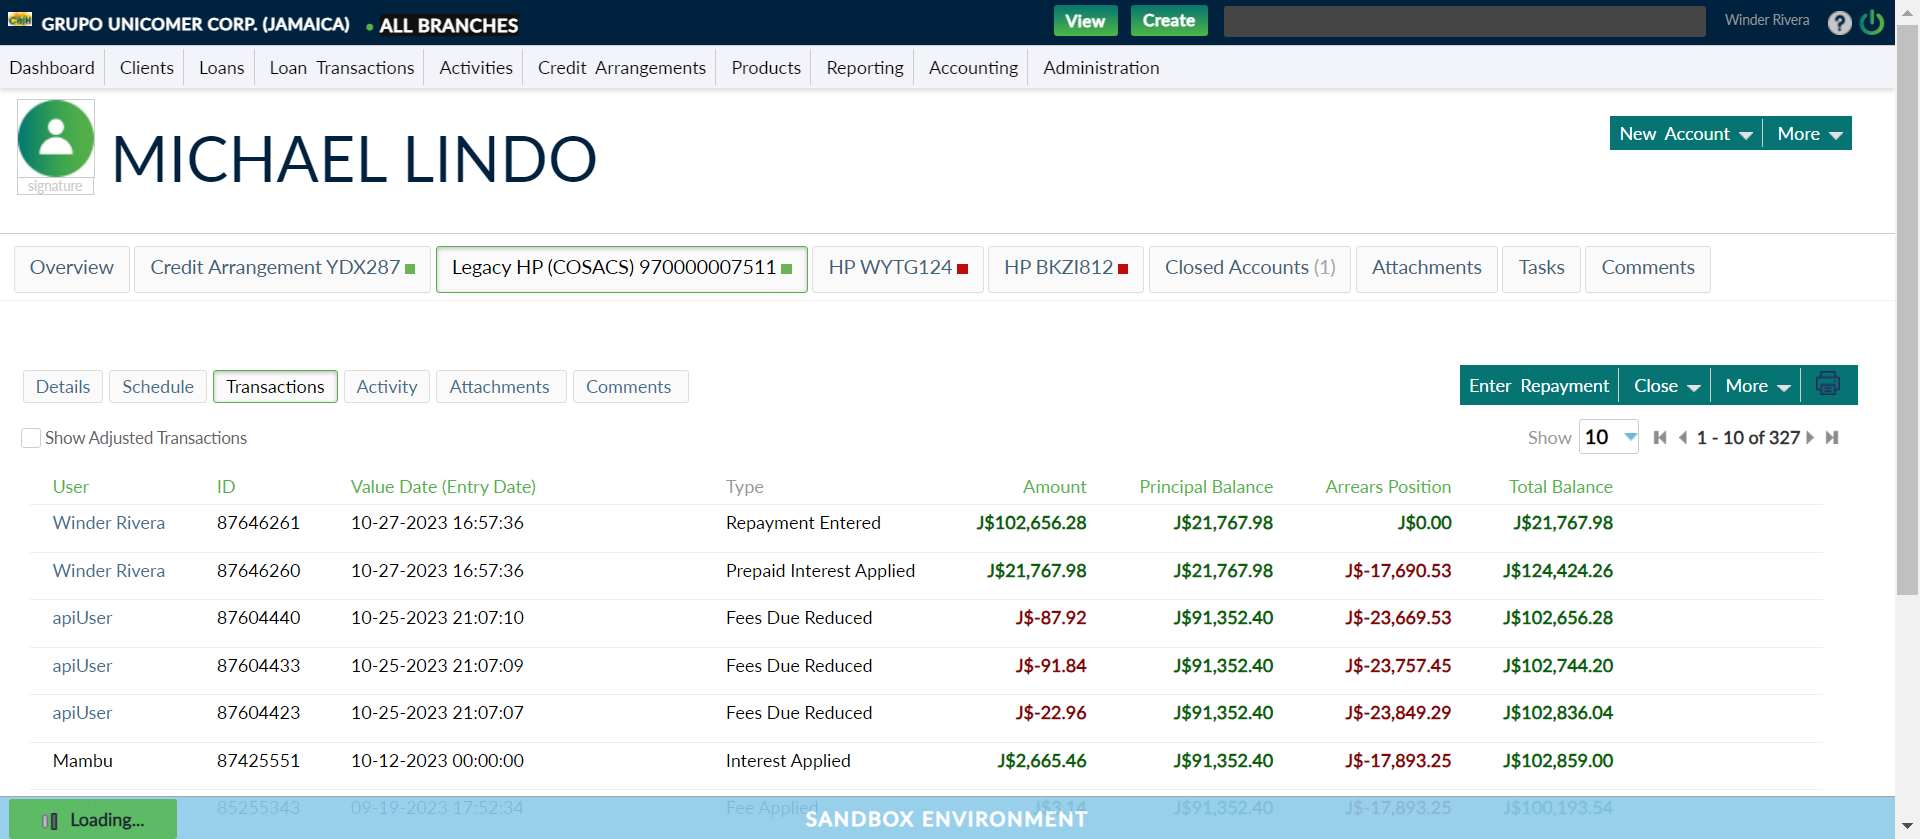 GRUPO UNICOMER CORP. (JAMAICA) • ALL BRANCHES View Create Winder Rivera ?
Dashboard Clients Loans Loan Transactions Activities Credit Arrangements Products Reporting Accounting Administration
MICHAEL LINDO
New Account More
signature
Overview Credit Arrangement YDX287 Legacy HP (COSACS) 970000007511 HP WYTG124 HP BKZI812 Closed Accounts (1) Attachments Tasks Comments
Details Schedule Transactions Activity Attachments Comments Enter Repayment Close More
Show Adjusted Transactions Show 10 1 - 10 of 327
User ID Value Date (Entry Date) Type Amount Principal Balance Arrears Position Total Balance
Winder Rivera 87646261 10-27-2023 16:57:36 Repayment Entered J$102,656.28 J$21,767.98 J$0.00 J$21,767.98
Winder Rivera 87646260 10-27-2023 16:57:36 Prepaid Interest Applied J$21,767.98 J$21,767.98 J$-17,690.53 J$124,424.26
apiUser 87604440 10-25-2023 21:07:10 Fees Due Reduced J$-87.92 J$91,352.40 J$-23,669.53 J$102,656.28
apiUser 87604433 10-25-2023 21:07:09 Fees Due Reduced J$-91.84 J$91,352.40 J$-23,757.45 J$102,744.20
apiUser 87604423 10-25-2023 21:07:07 Fees Due Reduced J$-22.96 J$91,352.40 J$-23,849.29 J$102,836.04
Mambu 87425551 10-12-2023 00:00:00 Interest Applied J$2,665.46 J$91,352.40 J$-17,893.25 J$102,859.00
85255343 09-19-2023 17:52:34 Fee Applied J$3.14 J$91,352.40 J$-17,893.25 J$100,193.54
Loading... SANDBOX ENVIRONMENT